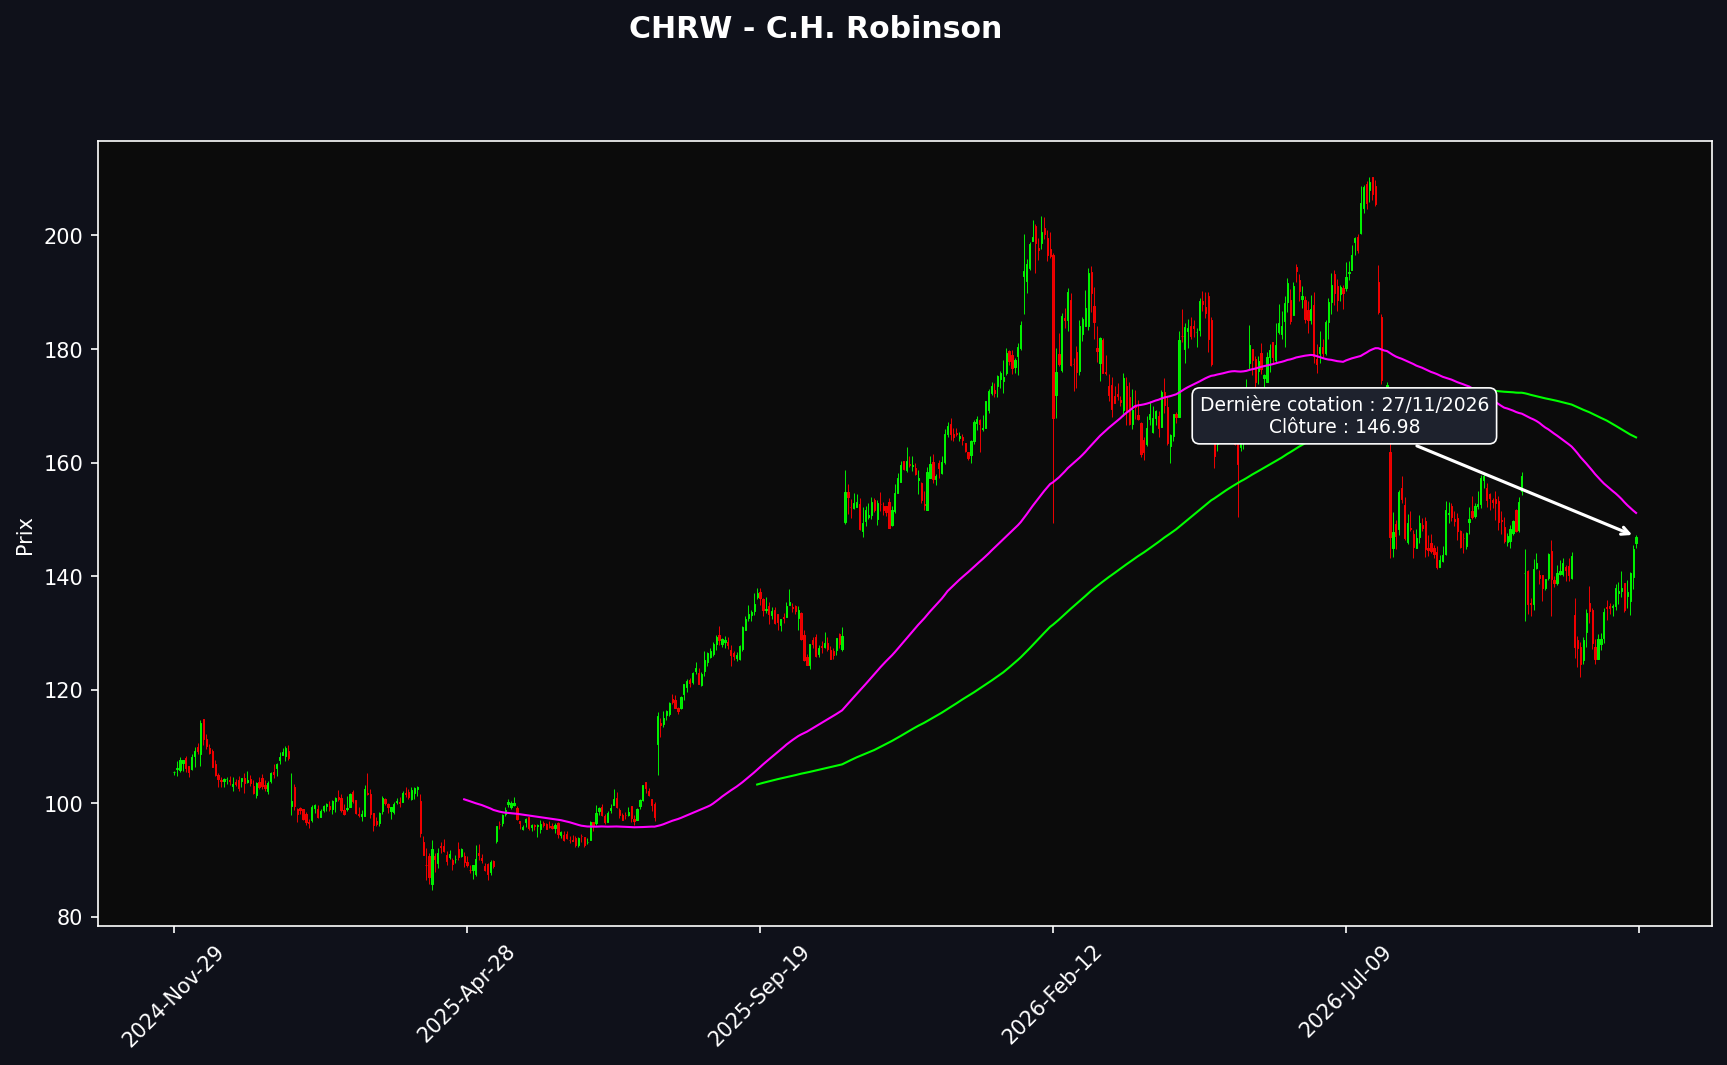 CHRW - C.H. Robinson
Prix
200
180
160
140
120
100
80
Dernière cotation : 27/11/2026
Clôture : 146.98
2024-Nov-29
2025-Apr-28
2025-Sep-19
2026-Feb-12
2026-Jul-09